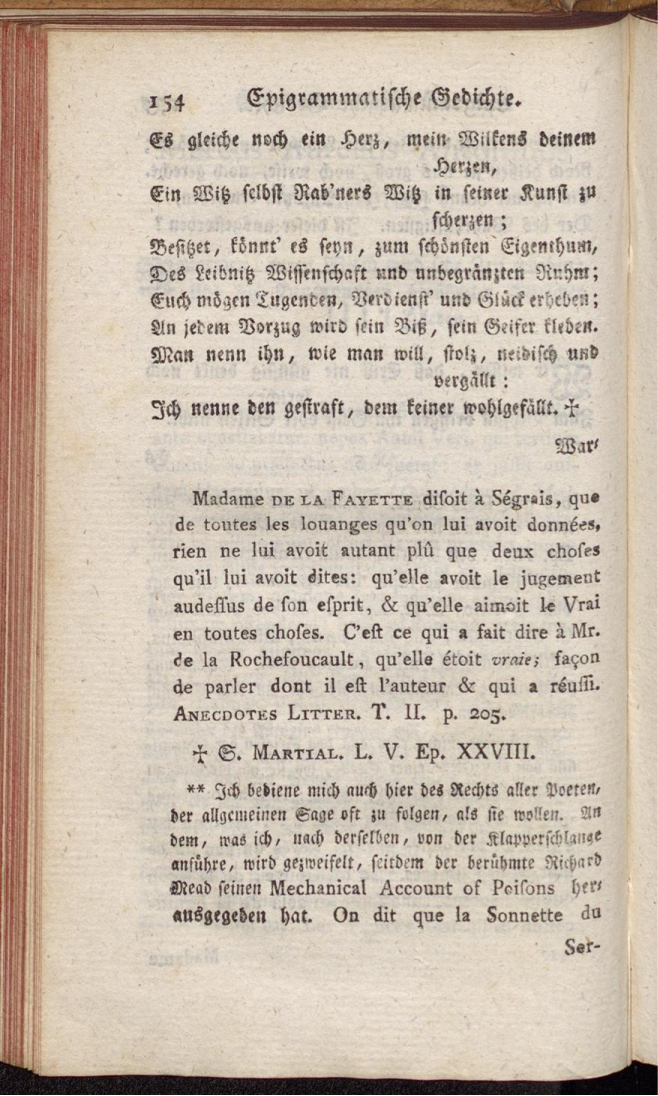 154 Epigrammatiſche Gedichte.
Es gleiche noch ein Herz, mein Wilkens deinem
Herzen,
Ein Witz ſelbſt Rab'ners Witz in ſeiner Kunſt zu
ſcherzen;
Beſitzet, könnt' es ſeyn, zum ſchönſten Eigenthum,
Des Leibnitz Wiſſenſchaft und unbegränzten Ruhm;
Euch mögen Tugenden, Verdienſt' und Glück erheben;
An jedem Vorzug wird ſein Biß, ſein Geifer kleben.
Man nenn ihn, wie man will, ſtolz, neidiſch und
vergällt:
Ich nenne den geſtraft, dem keiner wohlgefällt. ☩
War⸗
Madame DE LA FAYETTE diſoit à Ségrais, que
de toutes les louanges qu'on lui avoit données,
rien ne lui avoit autant plû que deux choſes
qu'il lui avoit dites: qu'elle avoit le jugement
audeſſus de ſon eſprit, & qu'elle aimoit le Vrai
en toutes choſes. C'eſt ce qui a fait dire à Mr.
de la Rochefoucault, qu'elle étoit vraie; façon
de parler dont il eſt l'auteur & qui a réuſſi.
ANECDOTES LITTER. T. II. p. 205.
☩ S. MARTIAL. L. V. Ep. XXVIII.
** Ich bediene mich auch hier des Rechts aller Poeten,
der allgemeinen Sage oft zu folgen, als ſie wollen. An
dem, was ich, nach derſelben, von der Klapperſchlange
anführe, wird gezweifelt, ſeitdem der berühmte Richard
Mead ſeinen Mechanical Account of Poiſons her⸗
ausgegeben hat. On dit que la Sonnette du
Ser-